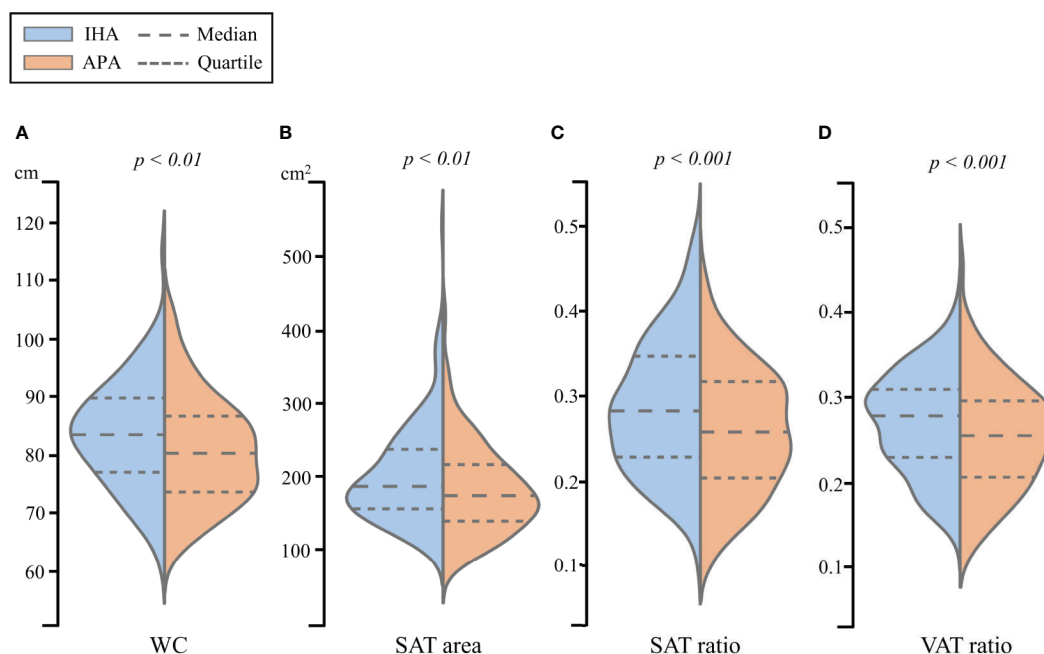 IHA — — — Median
APA ------ Quartile
A
B
C
D
p < 0.01
p < 0.01
p < 0.001
p < 0.001
cm
120
110
100
90
80
70
60
WC
cm²
500
400
300
200
100
SAT area
0.5
0.4
0.3
0.2
0.1
SAT ratio
0.5
0.4
0.3
0.2
0.1
VAT ratio